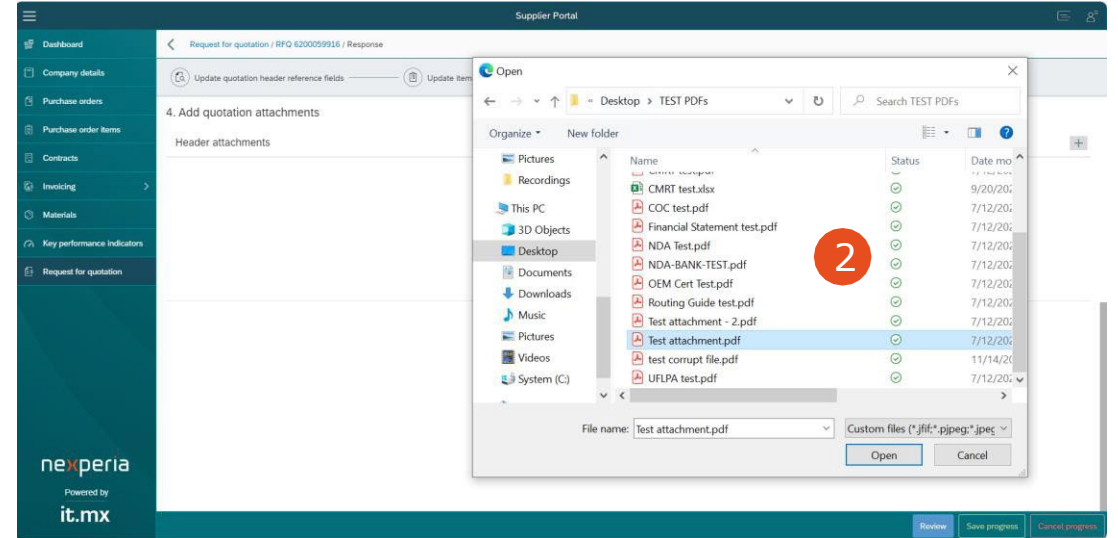 Supplier Portal
Dashboard
Company details
Purchase orders
Purchase order items
Contracts
Invoicing
Materials
Key performance indicators
Request for quotation
nexperia
Powered by
it.mx
Request for quotation / RFQ 6200059916 / Response
Update quotation header reference fields
Update item
4. Add quotation attachments
Header attachments
Open
« Desktop > TEST PDFs
Search TEST PDFs
Organize
New folder
Pictures
Recordings
This PC
3D Objects
Desktop
Documents
Downloads
Music
Pictures
Videos
System (C:)
Name Status Date mo
CMRT test.xlsx 9/20/202
COC test.pdf 7/12/202
Financial Statement test.pdf 7/12/202
NDA Test.pdf 7/12/202
NDA-BANK-TEST.pdf 7/12/202
OEM Cert Test.pdf 7/12/202
Routing Guide test.pdf 7/12/202
Test attachment - 2.pdf 7/12/202
Test attachment.pdf 7/12/202
test corrupt file.pdf 11/14/20
UFLPA test.pdf 7/12/202
2
File name: Test attachment.pdf
Custom files (*.jfif;*.pjpeg;*.jpeg
Open
Cancel
Review
Save progress
Cancel progress